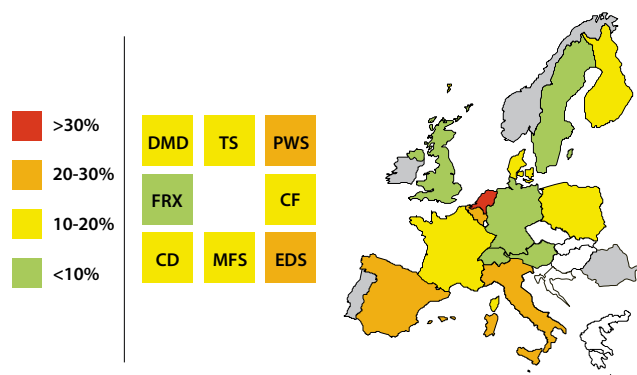 >30%
20-30%
10-20%
<10%
DMD TS PWS
FRX CF
CD MFS EDS